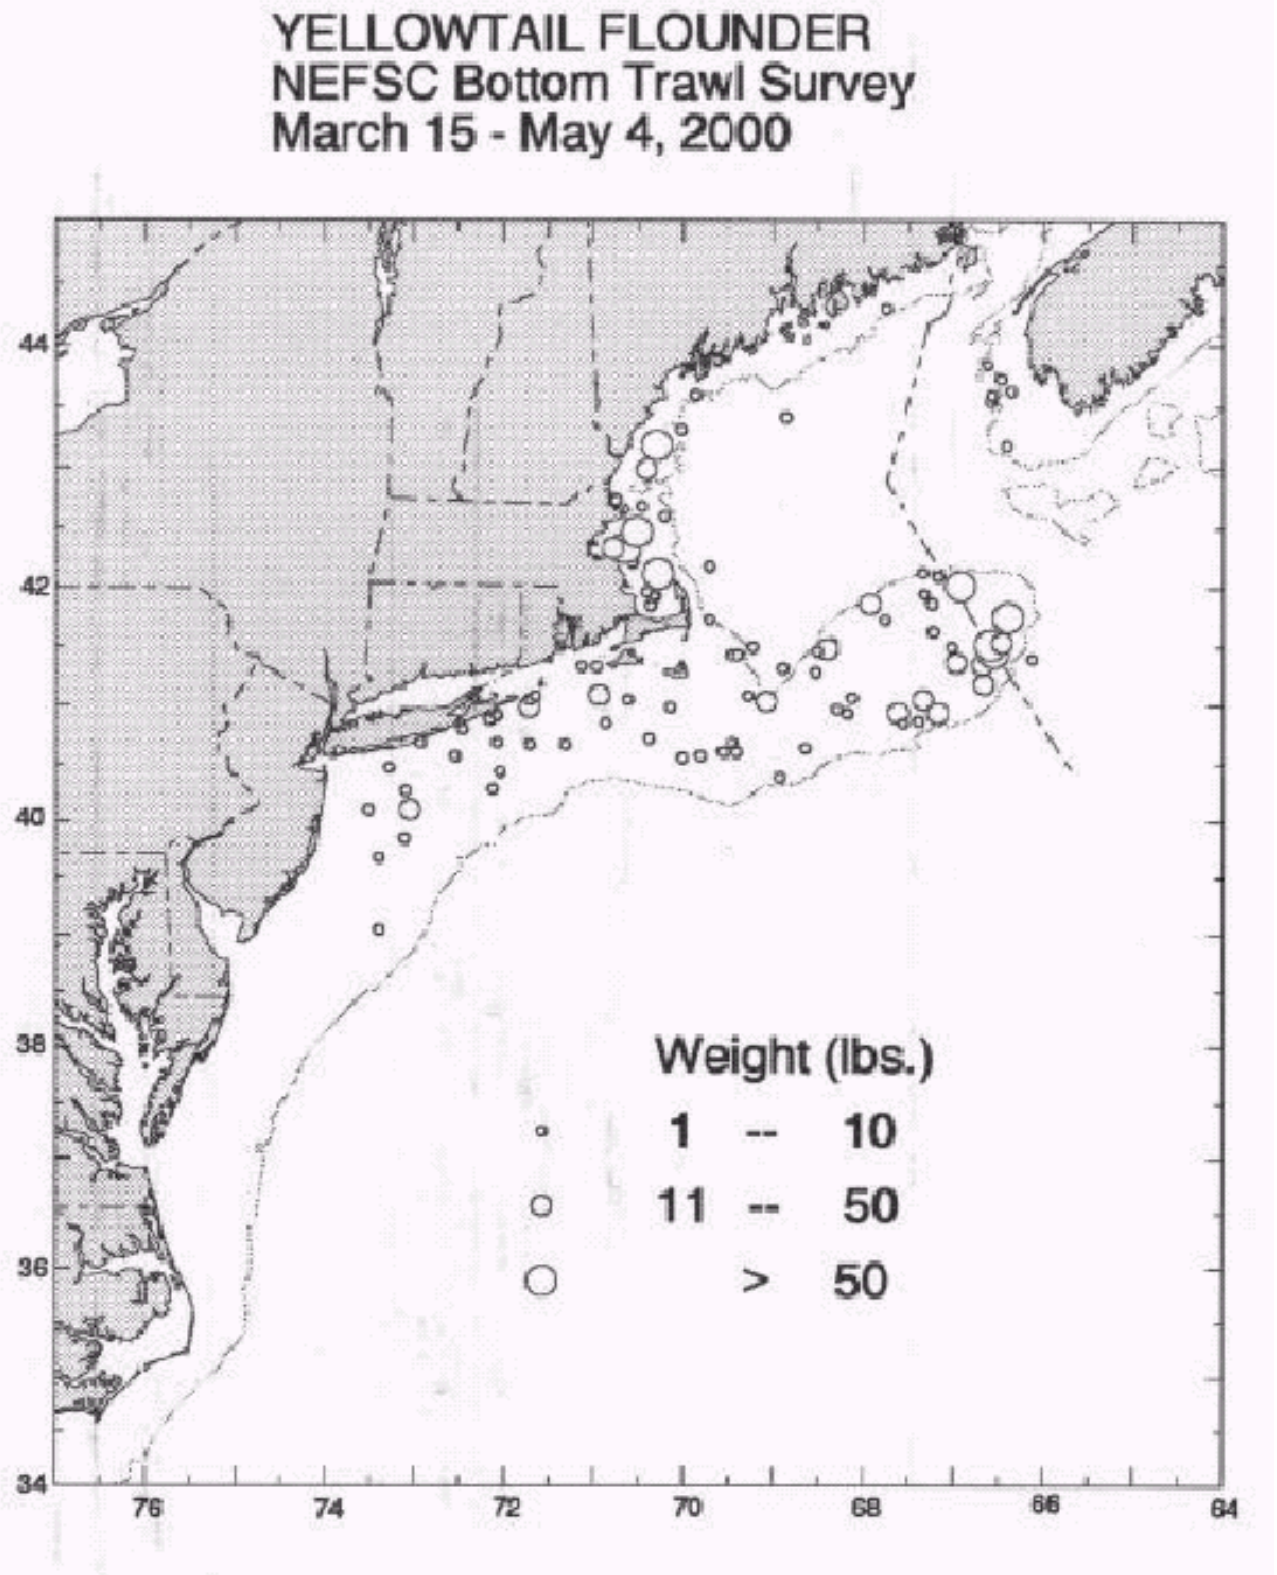 YELLOWTAIL FLOUNDER
NEFSC Bottom Trawl Survey
March 15 - May 4, 2000
44
42
40
38
36
34
76
74
72
70
68
66
64
Weight (lbs.)
1 -- 10
11 -- 50
> 50